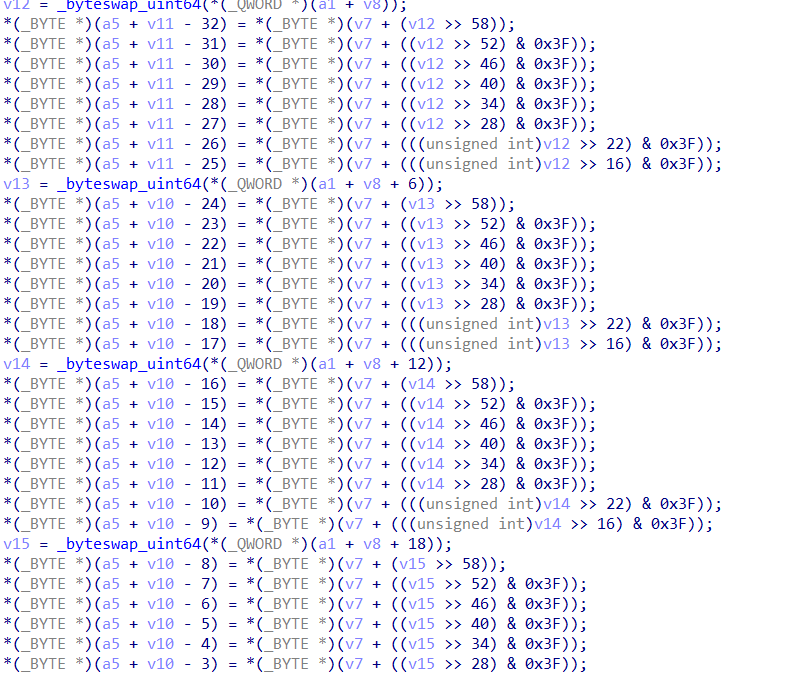 v12 = _byteswap_uint64(*(_QWORD *)(a1 + v8));
*(_BYTE *)(a5 + v11 - 32) = *(_BYTE *)(v7 + (v12 >> 58));
*(_BYTE *)(a5 + v11 - 31) = *(_BYTE *)(v7 + ((v12 >> 52) & 0x3F));
*(_BYTE *)(a5 + v11 - 30) = *(_BYTE *)(v7 + ((v12 >> 46) & 0x3F));
*(_BYTE *)(a5 + v11 - 29) = *(_BYTE *)(v7 + ((v12 >> 40) & 0x3F));
*(_BYTE *)(a5 + v11 - 28) = *(_BYTE *)(v7 + ((v12 >> 34) & 0x3F));
*(_BYTE *)(a5 + v11 - 27) = *(_BYTE *)(v7 + ((v12 >> 28) & 0x3F));
*(_BYTE *)(a5 + v11 - 26) = *(_BYTE *)(v7 + (((unsigned int)v12 >> 22) & 0x3F));
*(_BYTE *)(a5 + v11 - 25) = *(_BYTE *)(v7 + (((unsigned int)v12 >> 16) & 0x3F));
v13 = _byteswap_uint64(*(_QWORD *)(a1 + v8 + 6));
*(_BYTE *)(a5 + v10 - 24) = *(_BYTE *)(v7 + (v13 >> 58));
*(_BYTE *)(a5 + v10 - 23) = *(_BYTE *)(v7 + ((v13 >> 52) & 0x3F));
*(_BYTE *)(a5 + v10 - 22) = *(_BYTE *)(v7 + ((v13 >> 46) & 0x3F));
*(_BYTE *)(a5 + v10 - 21) = *(_BYTE *)(v7 + ((v13 >> 40) & 0x3F));
*(_BYTE *)(a5 + v10 - 20) = *(_BYTE *)(v7 + ((v13 >> 34) & 0x3F));
*(_BYTE *)(a5 + v10 - 19) = *(_BYTE *)(v7 + ((v13 >> 28) & 0x3F));
*(_BYTE *)(a5 + v10 - 18) = *(_BYTE *)(v7 + (((unsigned int)v13 >> 22) & 0x3F));
*(_BYTE *)(a5 + v10 - 17) = *(_BYTE *)(v7 + (((unsigned int)v13 >> 16) & 0x3F));
v14 = _byteswap_uint64(*(_QWORD *)(a1 + v8 + 12));
*(_BYTE *)(a5 + v10 - 16) = *(_BYTE *)(v7 + (v14 >> 58));
*(_BYTE *)(a5 + v10 - 15) = *(_BYTE *)(v7 + ((v14 >> 52) & 0x3F));
*(_BYTE *)(a5 + v10 - 14) = *(_BYTE *)(v7 + ((v14 >> 46) & 0x3F));
*(_BYTE *)(a5 + v10 - 13) = *(_BYTE *)(v7 + ((v14 >> 40) & 0x3F));
*(_BYTE *)(a5 + v10 - 12) = *(_BYTE *)(v7 + ((v14 >> 34) & 0x3F));
*(_BYTE *)(a5 + v10 - 11) = *(_BYTE *)(v7 + ((v14 >> 28) & 0x3F));
*(_BYTE *)(a5 + v10 - 10) = *(_BYTE *)(v7 + (((unsigned int)v14 >> 22) & 0x3F));
*(_BYTE *)(a5 + v10 - 9) = *(_BYTE *)(v7 + (((unsigned int)v14 >> 16) & 0x3F));
v15 = _byteswap_uint64(*(_QWORD *)(a1 + v8 + 18));
*(_BYTE *)(a5 + v10 - 8) = *(_BYTE *)(v7 + (v15 >> 58));
*(_BYTE *)(a5 + v10 - 7) = *(_BYTE *)(v7 + ((v15 >> 52) & 0x3F));
*(_BYTE *)(a5 + v10 - 6) = *(_BYTE *)(v7 + ((v15 >> 46) & 0x3F));
*(_BYTE *)(a5 + v10 - 5) = *(_BYTE *)(v7 + ((v15 >> 40) & 0x3F));
*(_BYTE *)(a5 + v10 - 4) = *(_BYTE *)(v7 + ((v15 >> 34) & 0x3F));
*(_BYTE *)(a5 + v10 - 3) = *(_BYTE *)(v7 + ((v15 >> 28) & 0x3F));